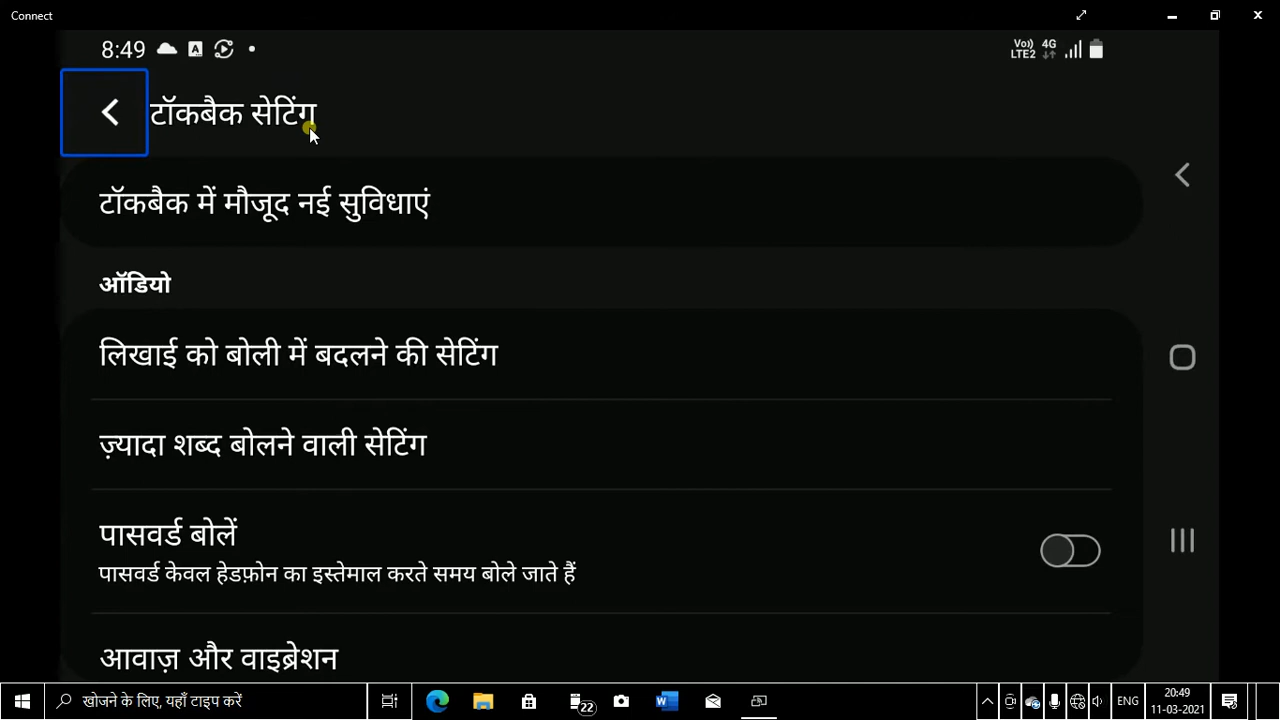 Connect
8:49
Vo)) 4G
LTE2
टॉकबैक सेटिंग
टॉकबैक में मौजूद नई सुविधाएं
ऑडियो
लिखाई को बोली में बदलने की सेटिंग
ज़्यादा शब्द बोलने वाली सेटिंग
पासवर्ड बोलें
पासवर्ड केवल हेडफ़ोन का इस्तेमाल करते समय बोले जाते हैं
आवाज़ और वाइब्रेशन
खोजने के लिए, यहाँ टाइप करें
22
ENG
20:49
11-03-2021